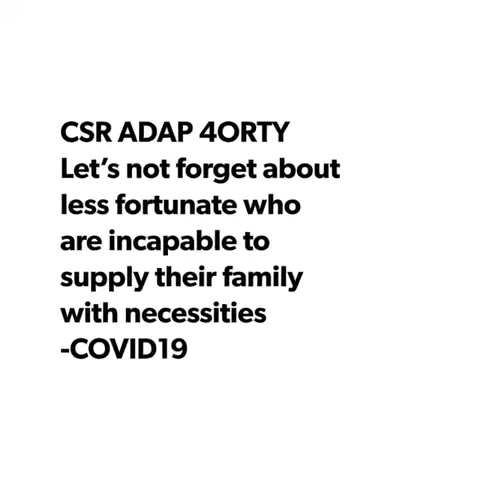 CSR ADAP 4ORTY
Let’s not forget about
less fortunate who
are incapable to
supply their family
with necessities
-COVID19